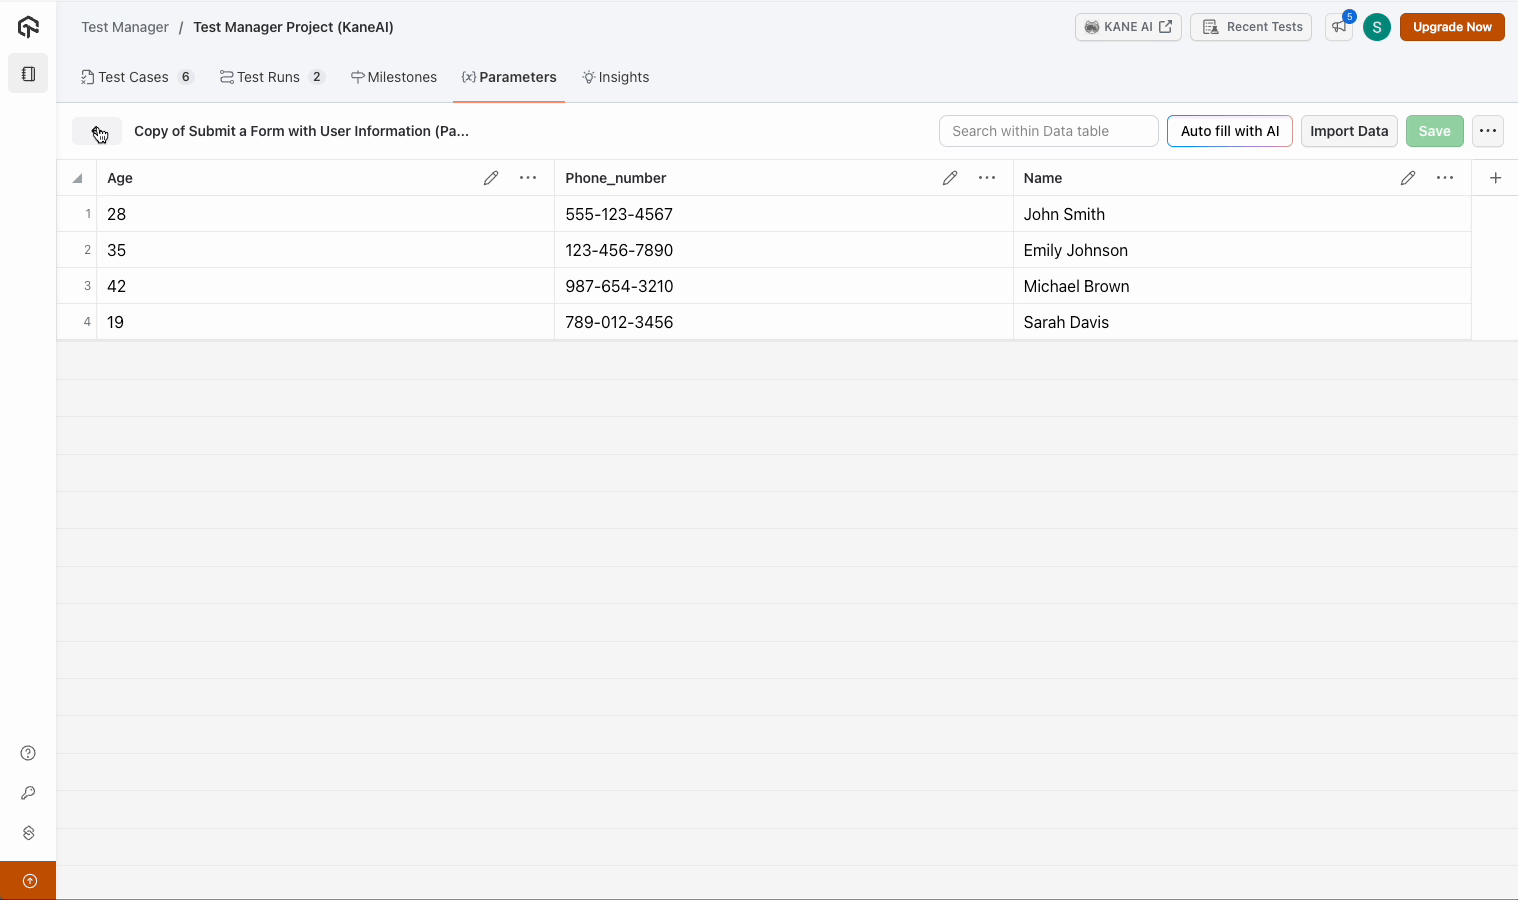 Test Manager / Test Manager Project (KaneAI)
KANE AI
Recent Tests
5
S
Upgrade Now
Test Cases 6
Test Runs 2
Milestones
{x} Parameters
Insights
Copy of Submit a Form with User Information (Pa...
Search within Data table
Auto fill with AI
Import Data
Save
Age Phone_number Name
1 28 555-123-4567 John Smith
2 35 123-456-7890 Emily Johnson
3 42 987-654-3210 Michael Brown
4 19 789-012-3456 Sarah Davis